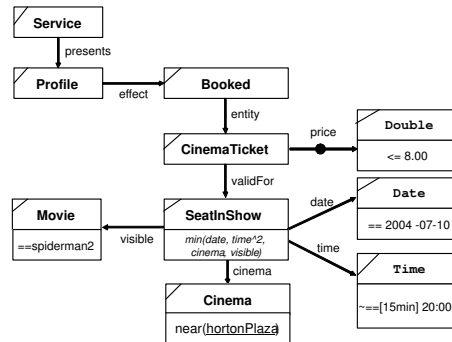 Service
presents
Profile
effect
Booked
entity
CinemaTicket
price
Double
<= 8.00
validFor
Movie
==spiderman2
visible
SeatInShow
min(date, time^2,
cinema, visible)
date
Date
== 2004 -07-10
time
Time
~==[15min] 20:00
cinema
Cinema
near(hortonPlaza)